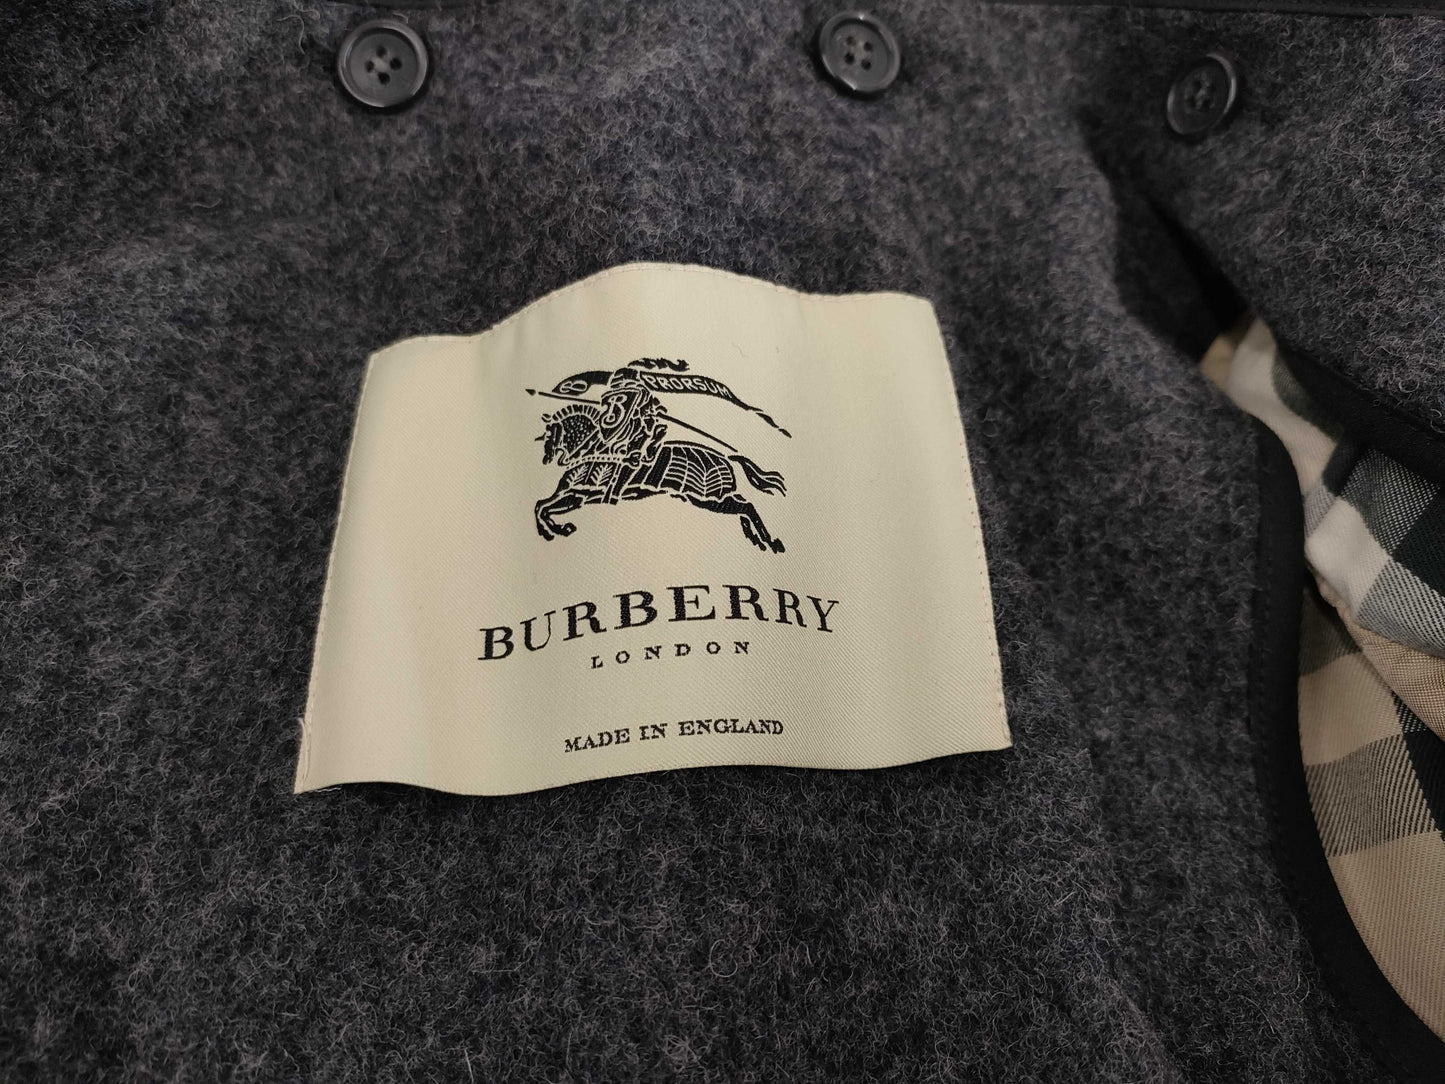 PRORSUM
B
BURBERRY
LONDON
MADE IN ENGLAND